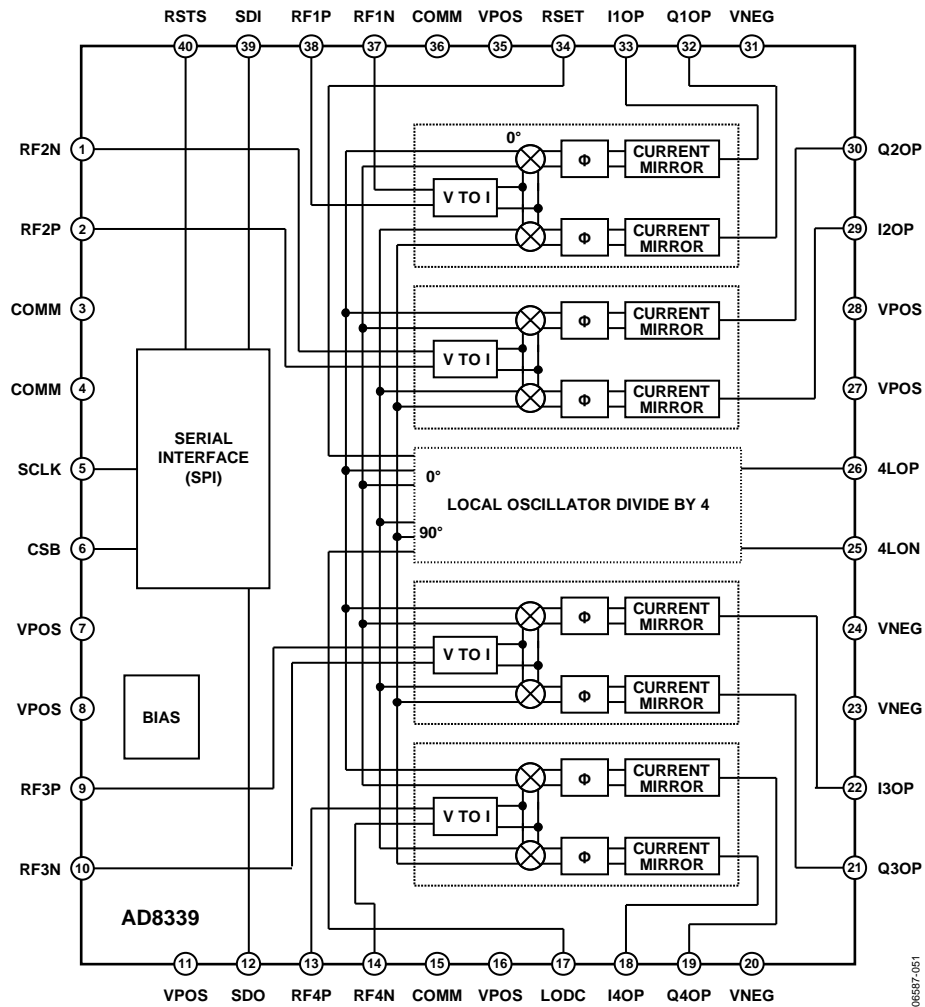 RSTS SDI RF1P RF1N COMM VPOS RSET I1OP Q1OP VNEG
40 39 38 37 36 35 34 33 32 31
RF2N 1
RF2P 2
COMM 3
COMM 4
SCLK 5
CSB 6
VPOS 7
VPOS 8
RF3P 9
RF3N 10
SERIAL
INTERFACE
(SPI)
BIAS
AD8339
0°
Φ CURRENT
MIRROR
V TO I
Φ CURRENT
MIRROR
Φ CURRENT
MIRROR
V TO I
Φ CURRENT
MIRROR
0°
LOCAL OSCILLATOR DIVIDE BY 4
90°
Φ CURRENT
MIRROR
V TO I
Φ CURRENT
MIRROR
Φ CURRENT
MIRROR
V TO I
Φ CURRENT
MIRROR
30 Q2OP
29 I2OP
28 VPOS
27 VPOS
26 4LOP
25 4LON
24 VNEG
23 VNEG
22 I3OP
21 Q3OP
11 12 13 14 15 16 17 18 19 20
VPOS SDO RF4P RF4N COMM VPOS LODC I4OP Q4OP VNEG
06587-051